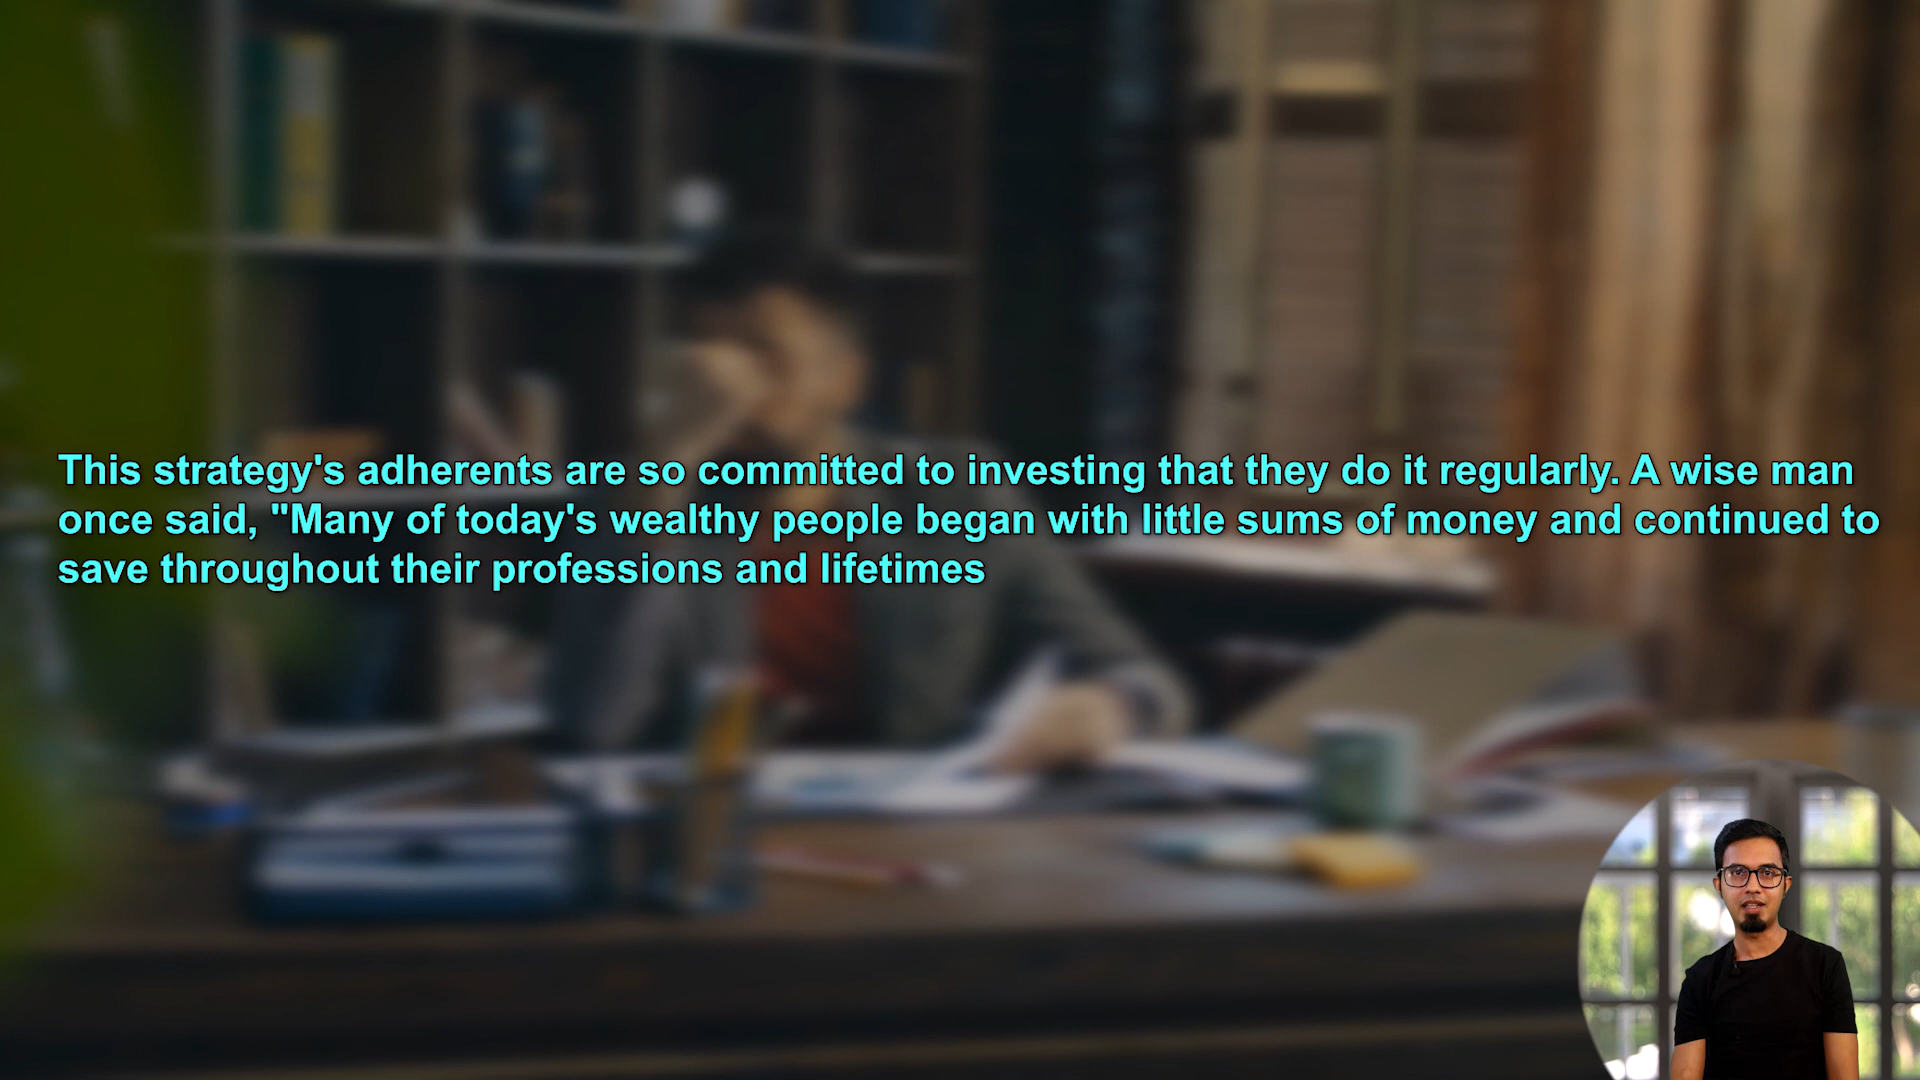 This strategy's adherents are so committed to investing that they do it regularly. A wise man
once said, "Many of today's wealthy people began with little sums of money and continued to
save throughout their professions and lifetimes